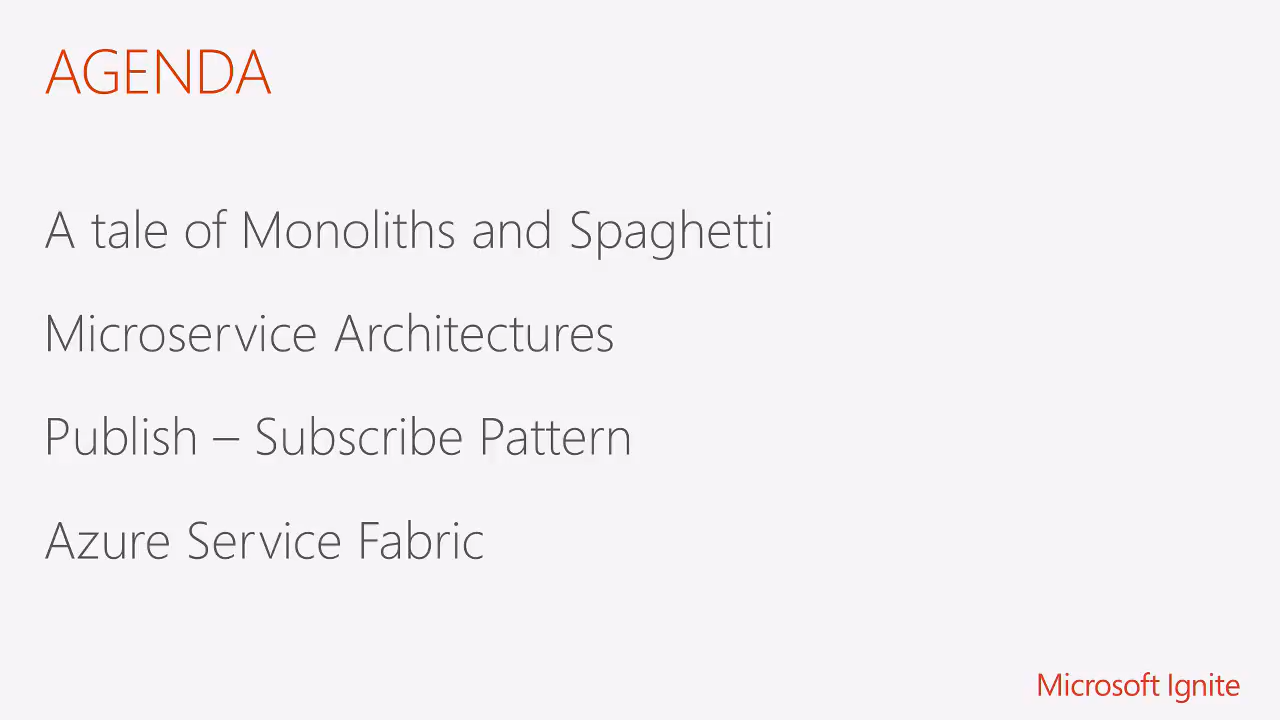 AGENDA
A tale of Monoliths and Spaghetti
Microservice Architectures
Publish – Subscribe Pattern
Azure Service Fabric
Microsoft Ignite